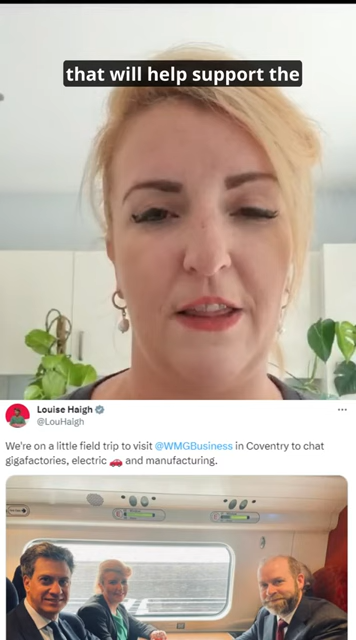 that will help support the
Louise Haigh
@LouHaigh
We're on a little field trip to visit @WMGBusiness in Coventry to chat
gigafactories, electric 🚗 and manufacturing.